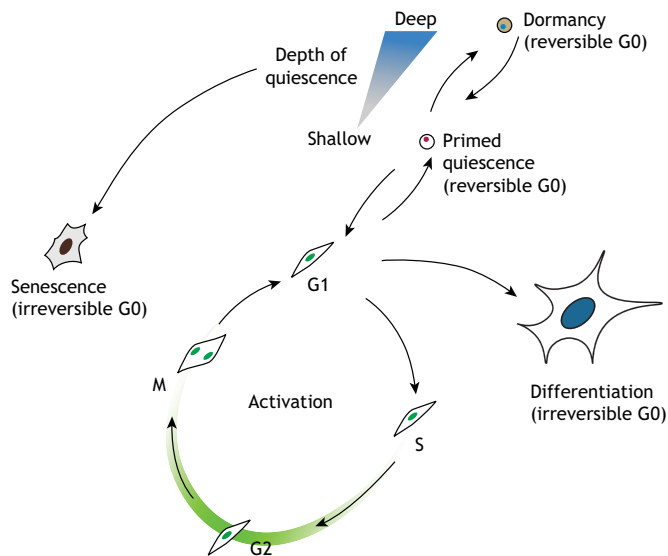 Deep
Dormancy
(reversible G0)
Depth of
quiescence
Shallow
Primed
quiescence
(reversible G0)
Senescence
(irreversible G0)
G1
Differentiation
(irreversible G0)
M
Activation
S
G2